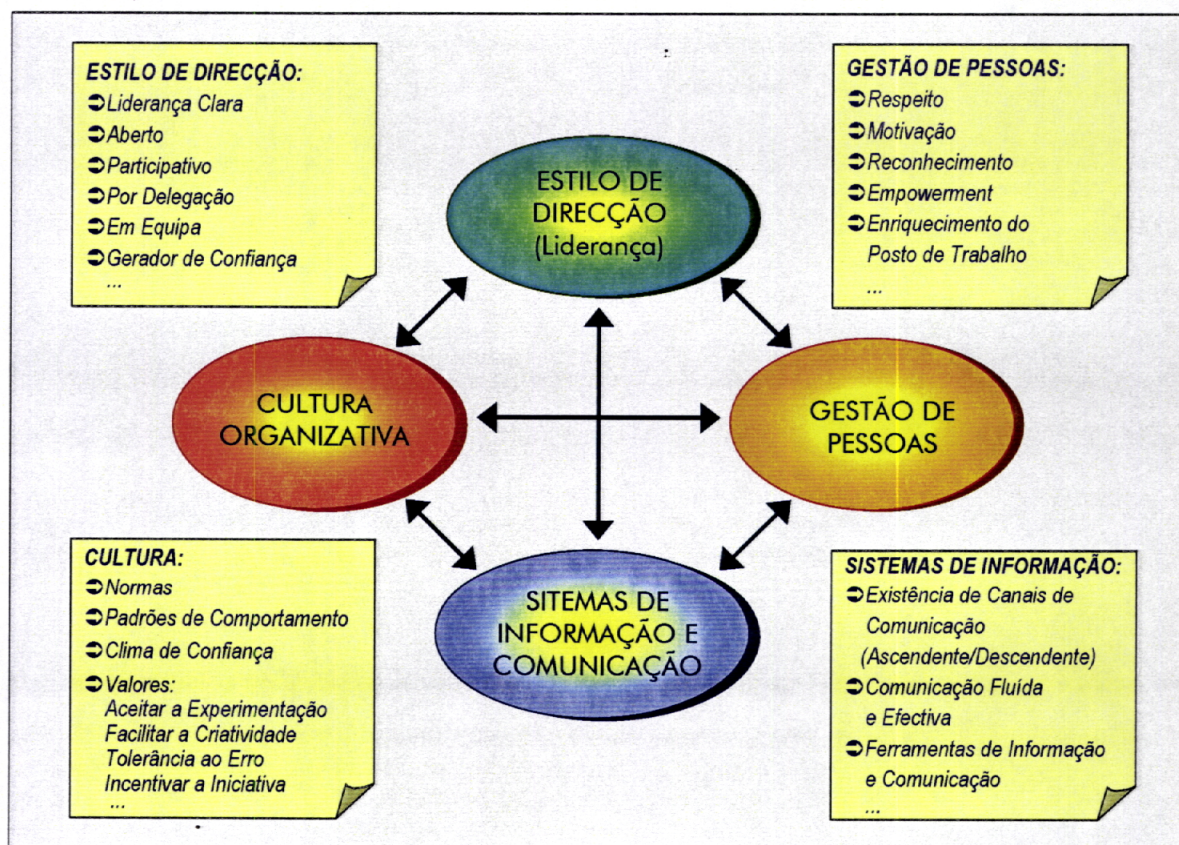 ESTILO DE DIRECÇÃO:
➲Liderança Clara
➲Aberto
➲Participativo
➲Por Delegação
➲Em Equipa
➲Gerador de Confiança
...
GESTÃO DE PESSOAS:
➲Respeito
➲Motivação
➲Reconhecimento
➲Empowerment
➲Enriquecimento do
Posto de Trabalho
...
ESTILO DE
DIRECÇÃO
(Liderança)
CULTURA
ORGANIZATIVA
GESTÃO DE
PESSOAS
SITEMAS DE
INFORMAÇÃO E
COMUNICAÇÃO
CULTURA:
➲Normas
➲Padrões de Comportamento
➲Clima de Confiança
➲Valores:
Aceitar a Experimentação
Facilitar a Criatividade
Tolerância ao Erro
Incentivar a Iniciativa
...
SISTEMAS DE INFORMAÇÃO:
➲Existência de Canais de
Comunicação
(Ascendente/Descendente)
➲Comunicação Fluída
e Efectiva
➲Ferramentas de Informação
e Comunicação
...